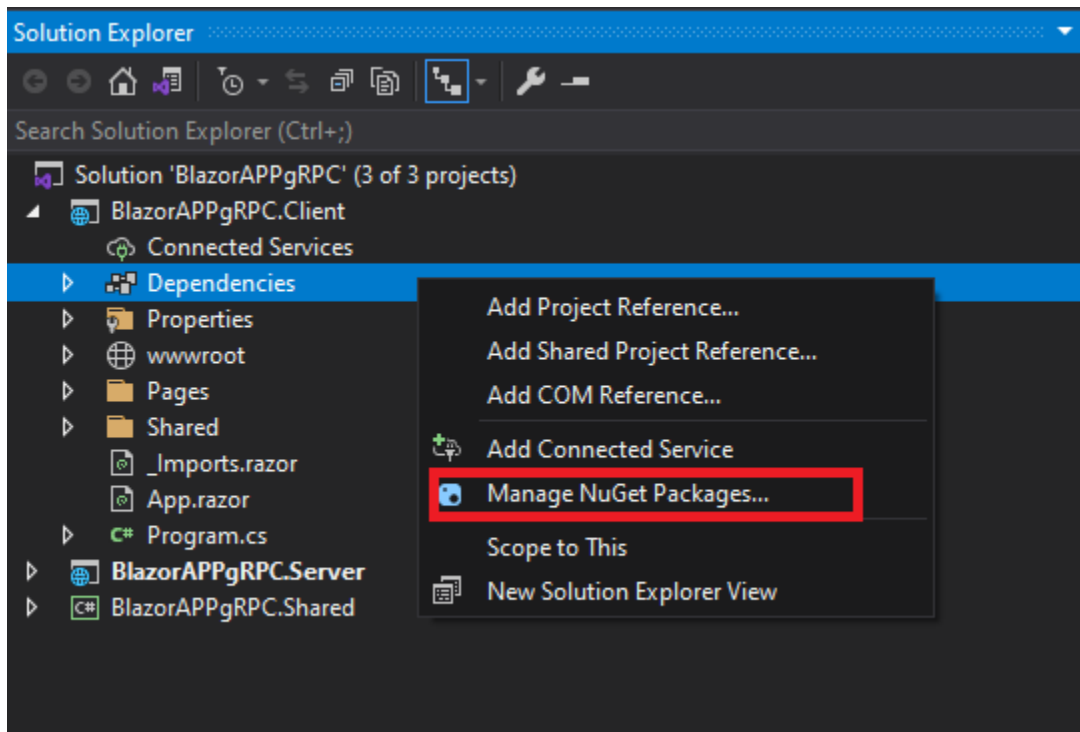 Solution Explorer
Search Solution Explorer (Ctrl+;)
Solution 'BlazorAPPgRPC' (3 of 3 projects)
BlazorAPPgRPC.Client
Connected Services
Dependencies
Properties
wwwroot
Pages
Shared
_Imports.razor
App.razor
C# Program.cs
BlazorAPPgRPC.Server
C# BlazorAPPgRPC.Shared
Add Project Reference...
Add Shared Project Reference...
Add COM Reference...
Add Connected Service
Manage NuGet Packages...
Scope to This
New Solution Explorer View